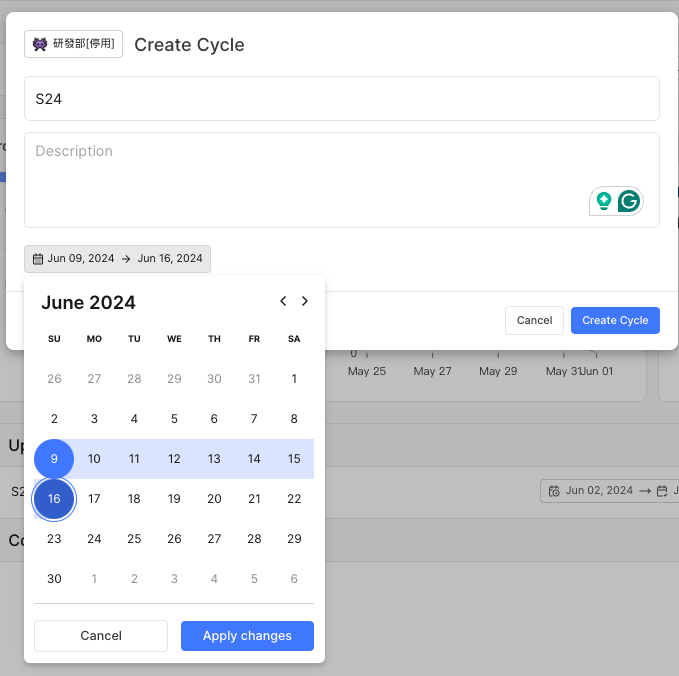 研發部[停用] Create Cycle
S24
Description
Jun 09, 2024 → Jun 16, 2024
Cancel Create Cycle
June 2024
SU MO TU WE TH FR SA
26 27 28 29 30 31 1
2 3 4 5 6 7 8
9 10 11 12 13 14 15
16 17 18 19 20 21 22
23 24 25 26 27 28 29
30 1 2 3 4 5 6
Cancel Apply changes
0
May 25 May 27 May 29 May 31 Jun 01
Jun 02, 2024 →